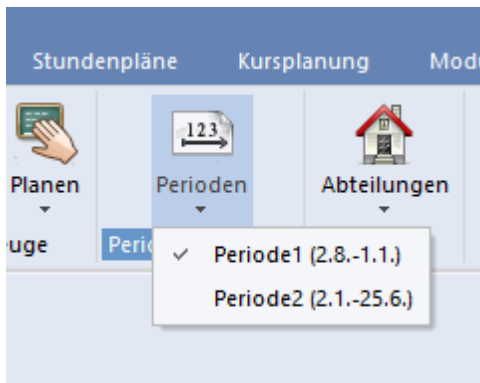 Stundenpläne Kursplanung
123
Planen Perioden Abteilungen
Periode1 (2.8.-1.1.)
Periode2 (2.1.-25.6.)